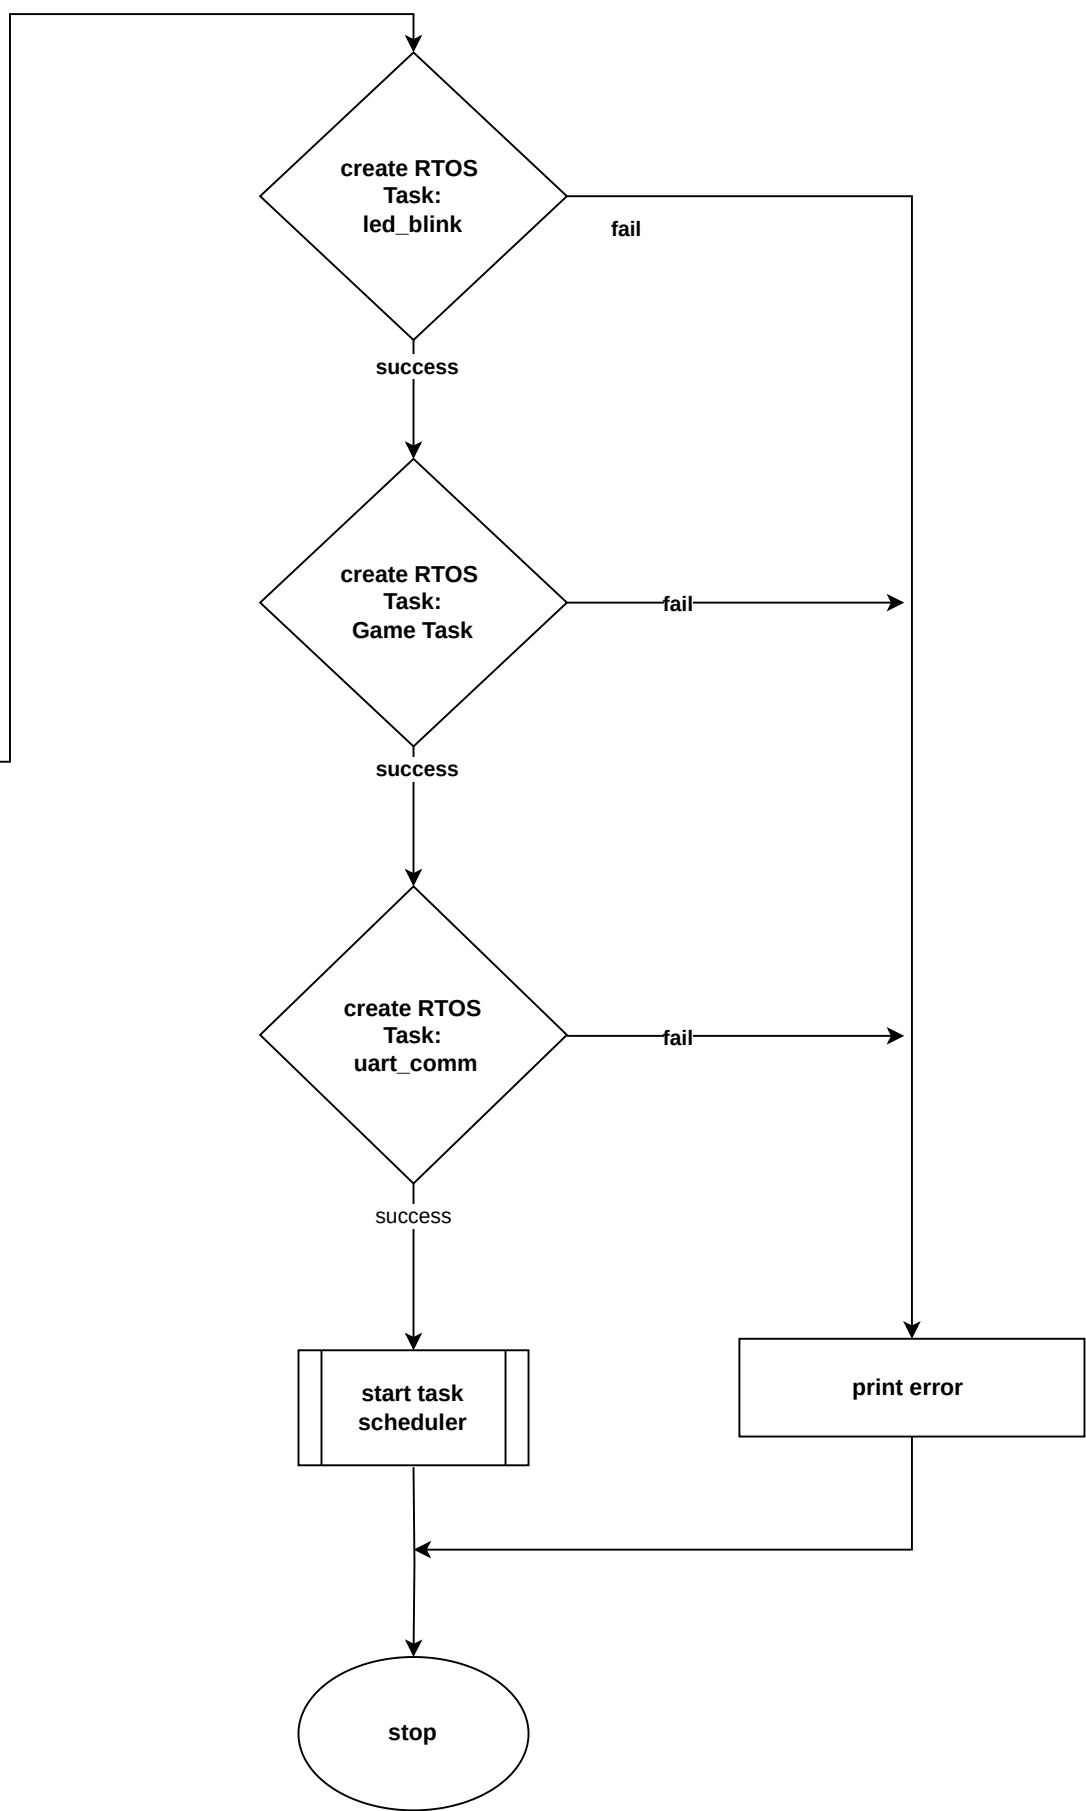 create RTOS
Task:
led_blink
fail
success
create RTOS
Task:
Game Task
fail
success
create RTOS
Task:
uart_comm
fail
success
start task
scheduler
print error
stop